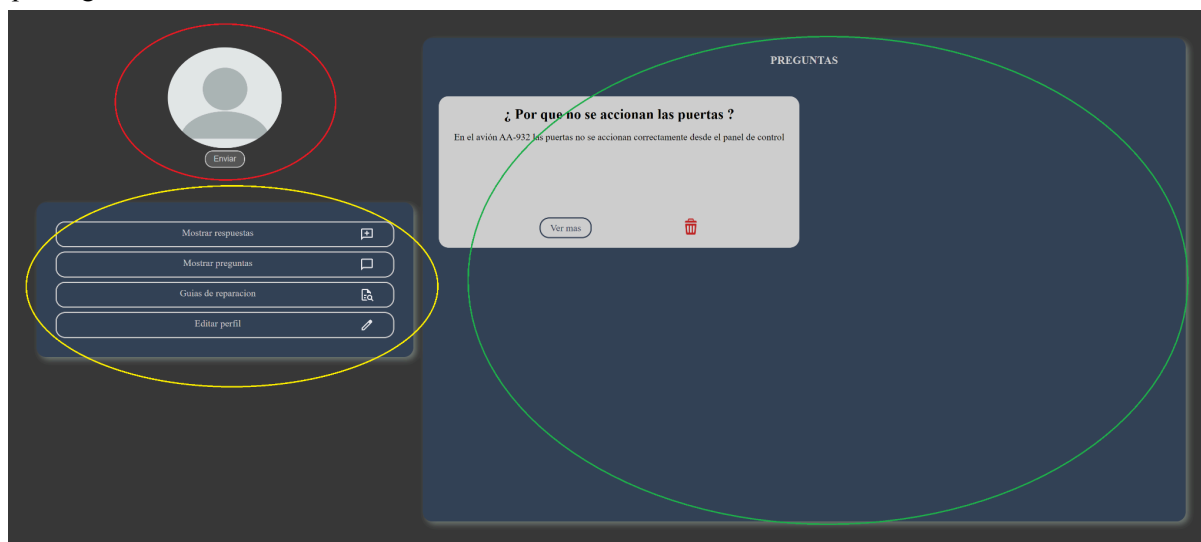 Enviar
Mostrar respuestas
Mostrar preguntas
Guias de reparacion
Editar perfil
PREGUNTAS
¿ Por que no se accionan las puertas ?
En el avión AA-932 las puertas no se accionan correctamente desde el panel de control
Ver mas